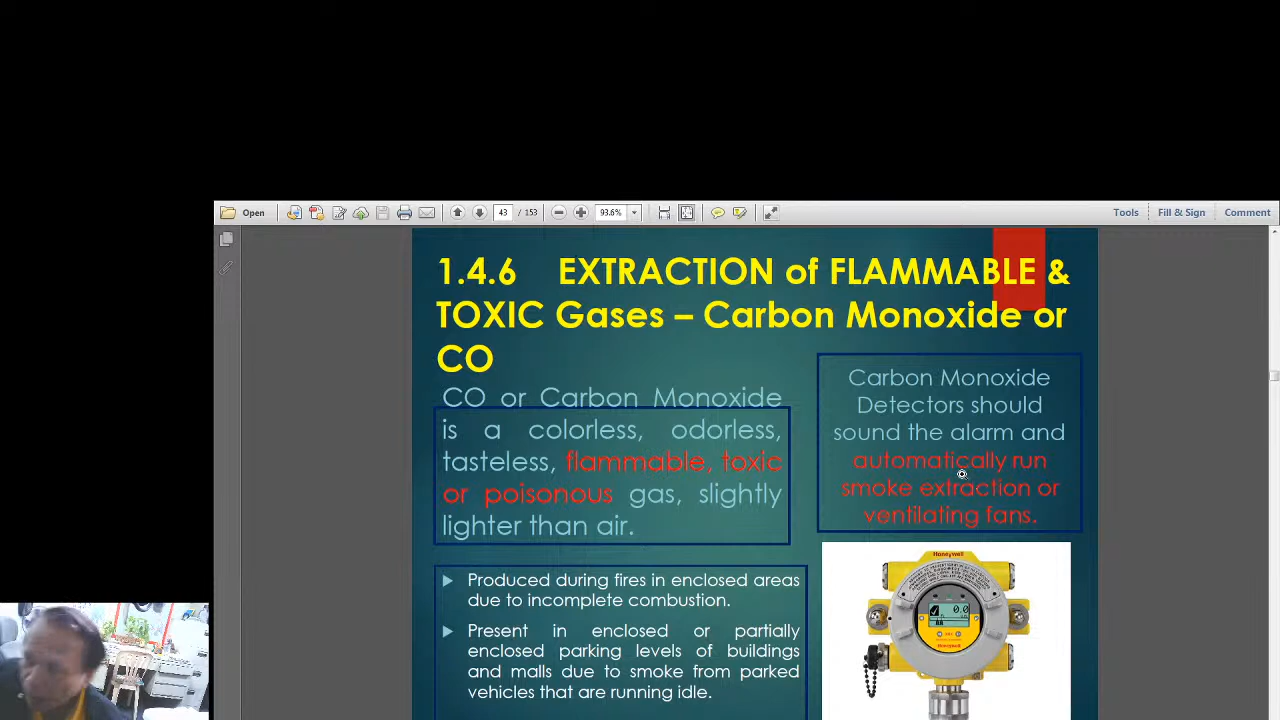 Open
43
/ 153
93.6%
Tools
Fill & Sign
Comment
1.4.6 EXTRACTION of FLAMMABLE &
TOXIC Gases – Carbon Monoxide or
CO
CO or Carbon Monoxide
is a colorless, odorless,
tasteless, flammable, toxic
or poisonous gas, slightly
lighter than air.
Carbon Monoxide
Detectors should
sound the alarm and
automatically run
smoke extraction or
ventilating fans.
Produced during fires in enclosed areas
due to incomplete combustion.
Present in enclosed or partially
enclosed parking levels of buildings
and malls due to smoke from parked
vehicles that are running idle.
Honeywell
0.0
Honeywell